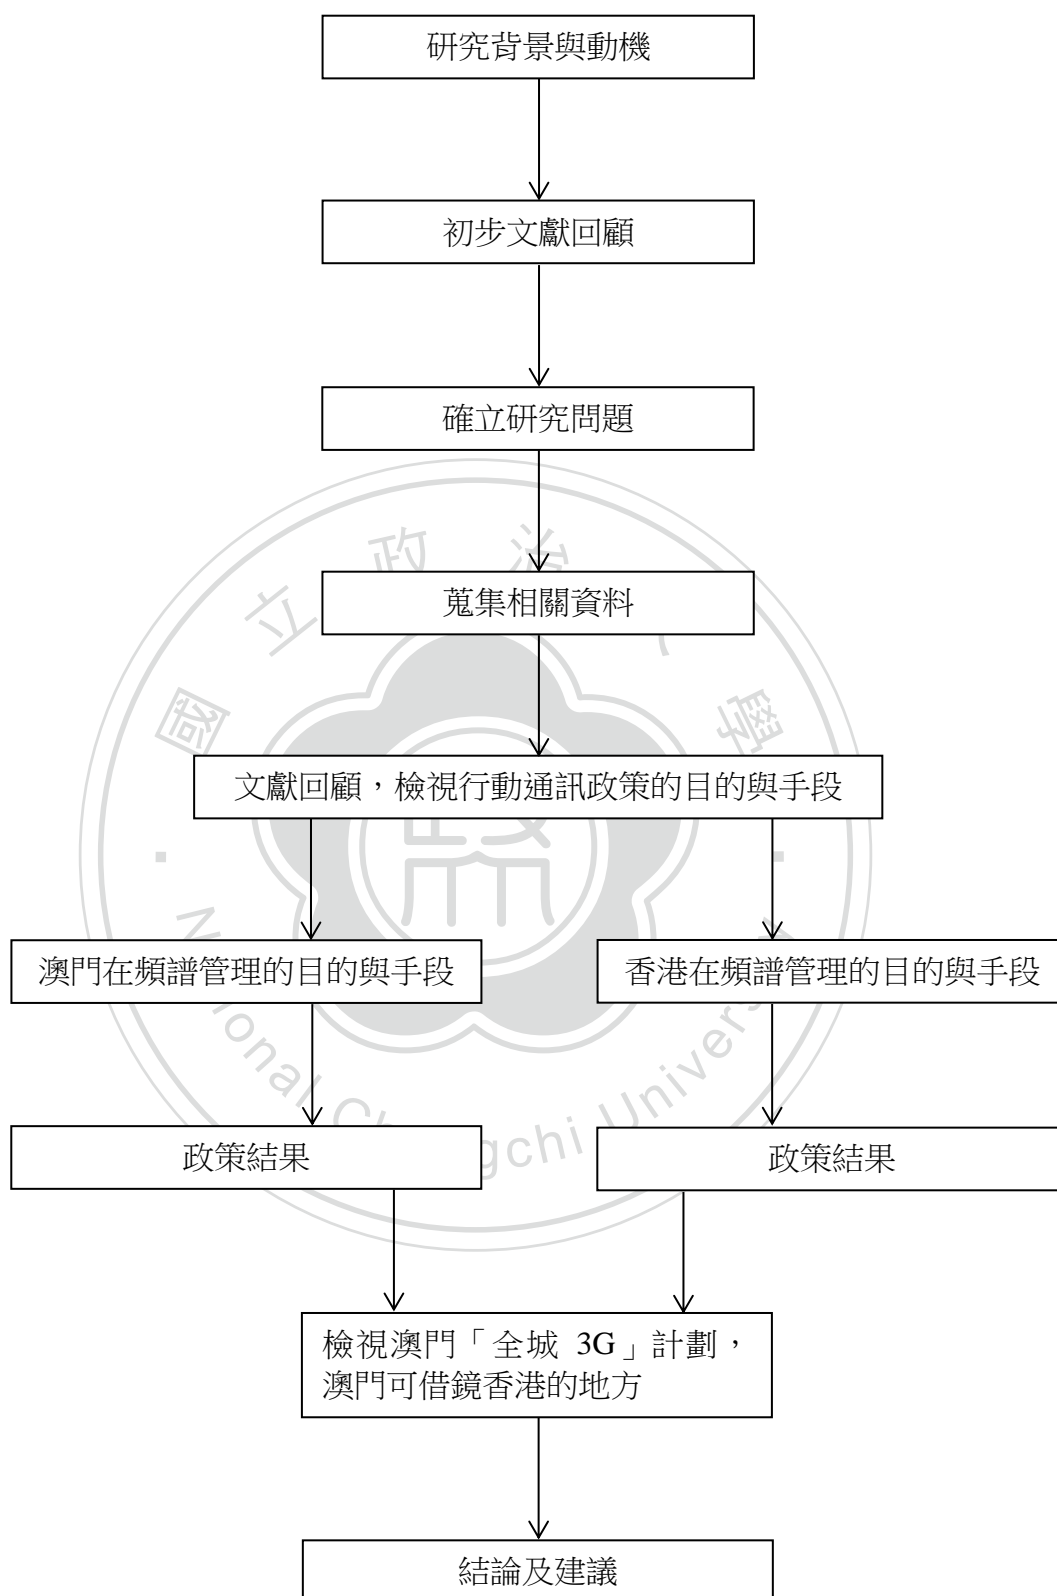 研究背景與動機
初步文獻回顧
確立研究問題
蒐集相關資料
文獻回顧，檢視行動通訊政策的目的與手段
澳門在頻譜管理的目的與手段
香港在頻譜管理的目的與手段
政策結果
政策結果
檢視澳門「全城 3G」計劃，
澳門可借鏡香港的地方
結論及建議
國立政治
學